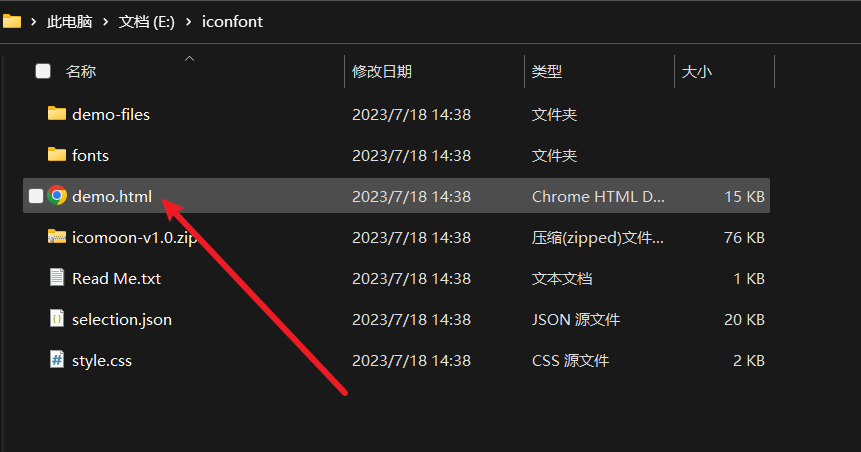 此电脑 文档 (E:) iconfont
名称 修改日期 类型 大小
demo-files 2023/7/18 14:38 文件夹
fonts 2023/7/18 14:38 文件夹
demo.html 2023/7/18 14:38 Chrome HTML D... 15 KB
icomoon-v1.0.zip 2023/7/18 14:38 压缩(zipped)文件... 76 KB
Read Me.txt 2023/7/18 14:38 文本文档 1 KB
selection.json 2023/7/18 14:38 JSON 源文件 20 KB
style.css 2023/7/18 14:38 CSS 源文件 2 KB